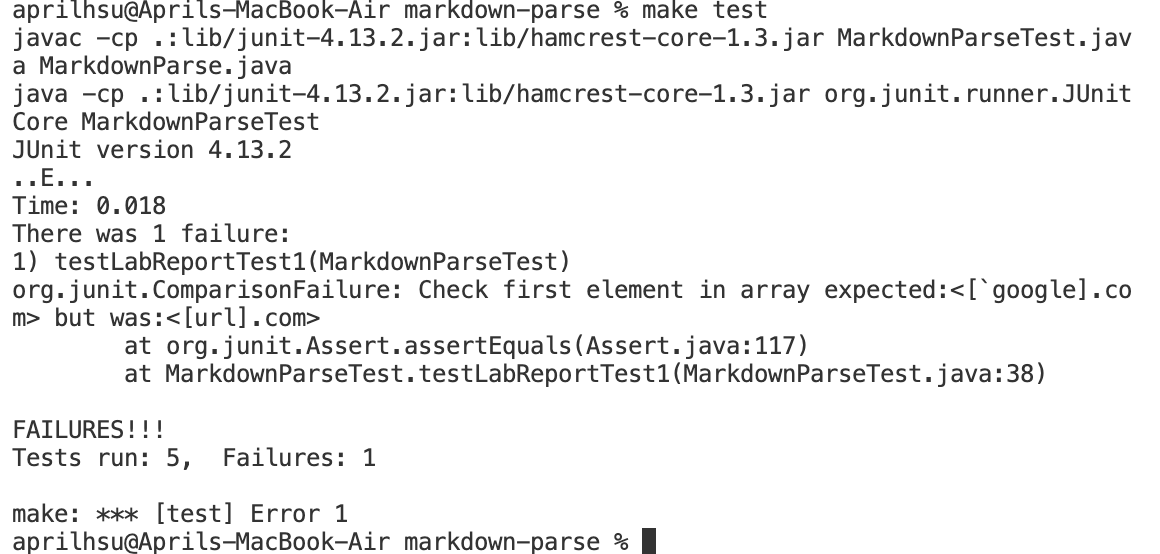 aprilhsu@Aprils-MacBook-Air markdown-parse % make test
javac -cp .:lib/junit-4.13.2.jar:lib/hamcrest-core-1.3.jar MarkdownParseTest.jav
a MarkdownParse.java
java -cp .:lib/junit-4.13.2.jar:lib/hamcrest-core-1.3.jar org.junit.runner.JUnit
Core MarkdownParseTest
JUnit version 4.13.2
..E...
Time: 0.018
There was 1 failure:
1) testLabReportTest1(MarkdownParseTest)
org.junit.ComparisonFailure: Check first element in array expected:<[`google].co
m> but was:<[url].com>
        at org.junit.Assert.assertEquals(Assert.java:117)
        at MarkdownParseTest.testLabReportTest1(MarkdownParseTest.java:38)

FAILURES!!!
Tests run: 5,  Failures: 1

make: *** [test] Error 1
aprilhsu@Aprils-MacBook-Air markdown-parse %